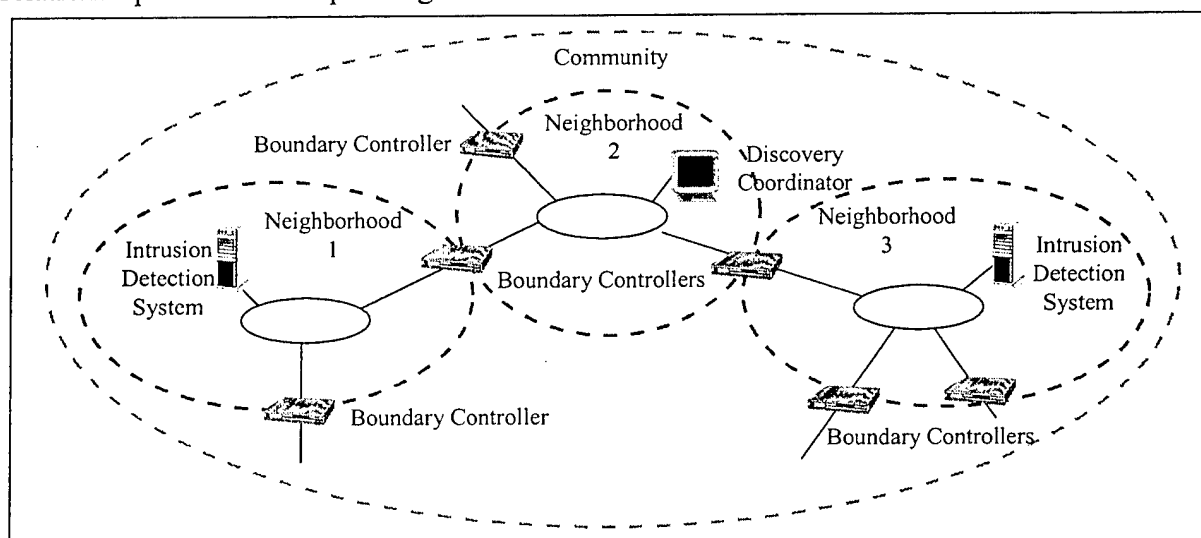 Community
Boundary Controller
Neighborhood
2
Discovery
Coordinator
Neighborhood
1
Intrusion
Detection
System
Boundary Controllers
Neighborhood
3
Intrusion
Detection
System
Boundary Controller
Boundary Controllers